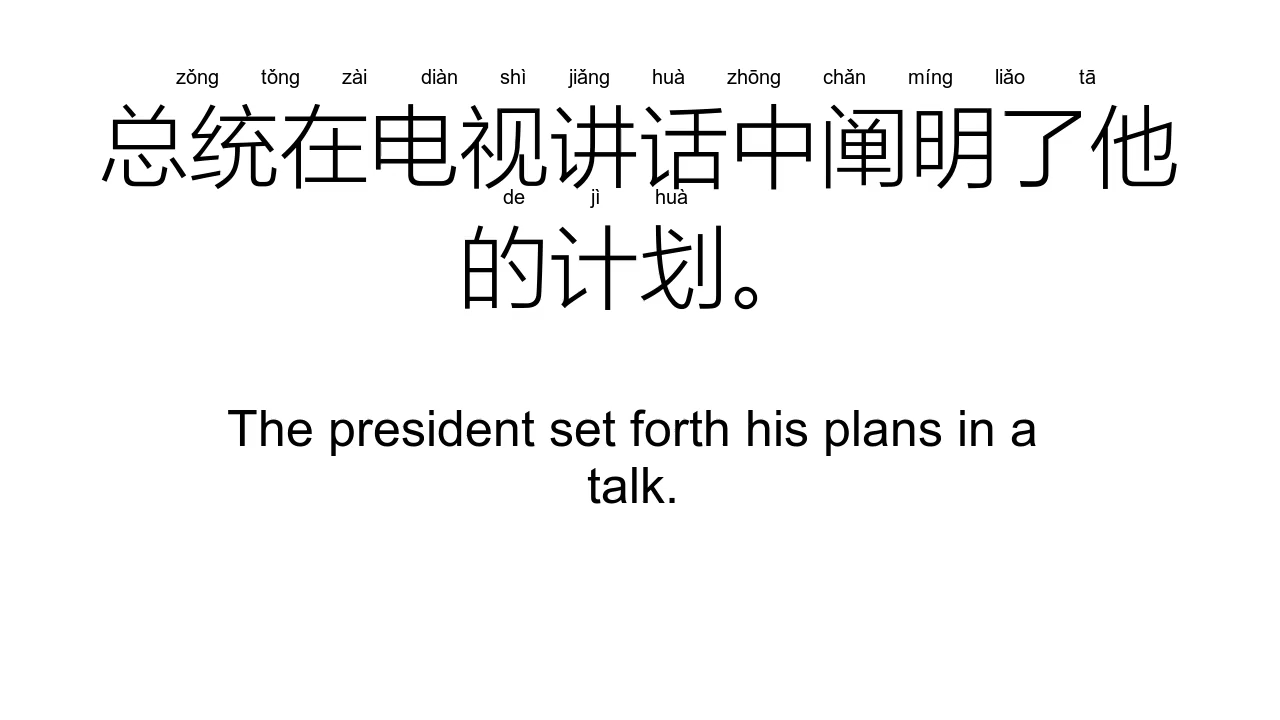 zǒng tǒng zài diàn shì jiǎng huà zhōng chǎn míng liǎo tā
总统在电视讲话中阐明了他
de jì huà
的计划。
The president set forth his plans in a
talk.